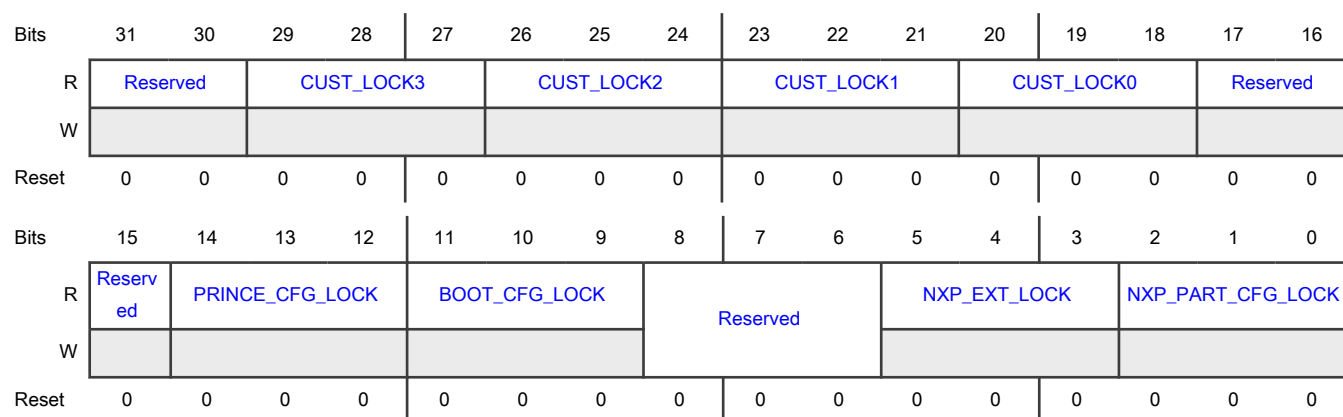 Bits 31 30 29 28 27 26 25 24 23 22 21 20 19 18 17 16
R Reserved CUST_LOCK3 CUST_LOCK2 CUST_LOCK1 CUST_LOCK0 Reserved
W
Reset 0 0 0 0 0 0 0 0 0 0 0 0 0 0 0 0
Bits 15 14 13 12 11 10 9 8 7 6 5 4 3 2 1 0
R Reserv
ed PRINCE_CFG_LOCK BOOT_CFG_LOCK Reserved NXP_EXT_LOCK NXP_PART_CFG_LOCK
W
Reset 0 0 0 0 0 0 0 0 0 0 0 0 0 0 0 0